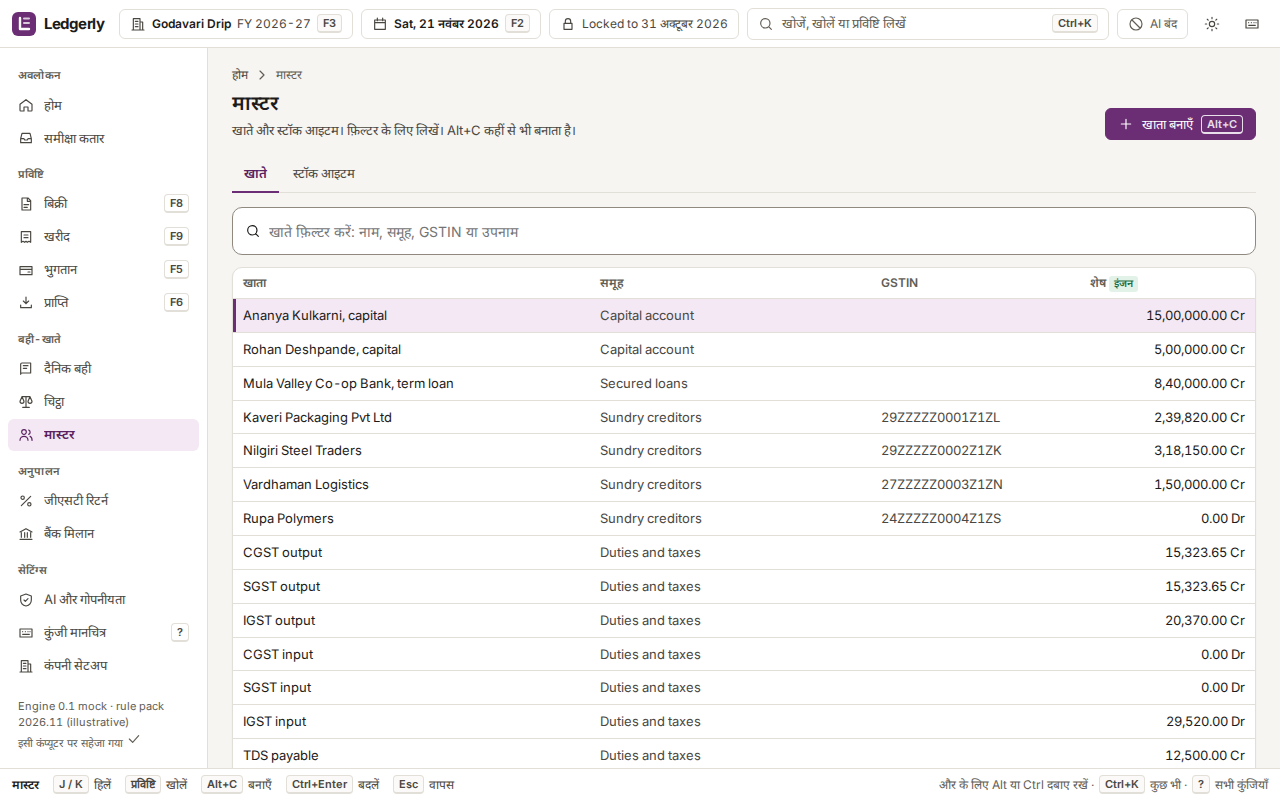 Ledgerly
Godavari Drip FY 2026-27 F3
Sat, 21 नवंबर 2026 F2
Locked to 31 अक्टूबर 2026
खोजें, खोलें या प्रविष्टि लिखें Ctrl+K
AI बंद
अवलोकन
होम
समीक्षा कतार
प्रविष्टि
बिक्री F8
खरीद F9
भुगतान F5
प्राप्ति F6
बही-खाते
दैनिक बही
चिट्ठा
मास्टर
अनुपालन
जीएसटी रिटर्न
बैंक मिलान
सेटिंग्स
AI और गोपनीयता
कुंजी मानचित्र ?
कंपनी सेटअप
Engine 0.1 mock · rule pack
2026.11 (illustrative)
इसी कंप्यूटर पर सहेजा गया
होम मास्टर
मास्टर
खाते और स्टॉक आइटम। फ़िल्टर के लिए लिखें। Alt+C कहीं से भी बनाता है।
खाता बनाएँ Alt+C
खाते स्टॉक आइटम
खाते फ़िल्टर करें: नाम, समूह, GSTIN या उपनाम
खाता समूह GSTIN शेष इंजन
Ananya Kulkarni, capital Capital account 15,00,000.00 Cr
Rohan Deshpande, capital Capital account 5,00,000.00 Cr
Mula Valley Co-op Bank, term loan Secured loans 8,40,000.00 Cr
Kaveri Packaging Pvt Ltd Sundry creditors 29ZZZZZ0001Z1ZL 2,39,820.00 Cr
Nilgiri Steel Traders Sundry creditors 29ZZZZZ0002Z1ZK 3,18,150.00 Cr
Vardhaman Logistics Sundry creditors 27ZZZZZ0003Z1ZN 1,50,000.00 Cr
Rupa Polymers Sundry creditors 24ZZZZZ0004Z1ZS 0.00 Dr
CGST output Duties and taxes 15,323.65 Cr
SGST output Duties and taxes 15,323.65 Cr
IGST output Duties and taxes 20,370.00 Cr
CGST input Duties and taxes 0.00 Dr
SGST input Duties and taxes 0.00 Dr
IGST input Duties and taxes 29,520.00 Dr
TDS payable Duties and taxes 12,500.00 Cr
मास्टर J / K हिलें प्रविष्टि खोलें Alt+C बनाएँ Ctrl+Enter बदलें Esc वापस
और के लिए Alt या Ctrl दबाए रखें · Ctrl+K कुछ भी · ? सभी कुंजियाँ